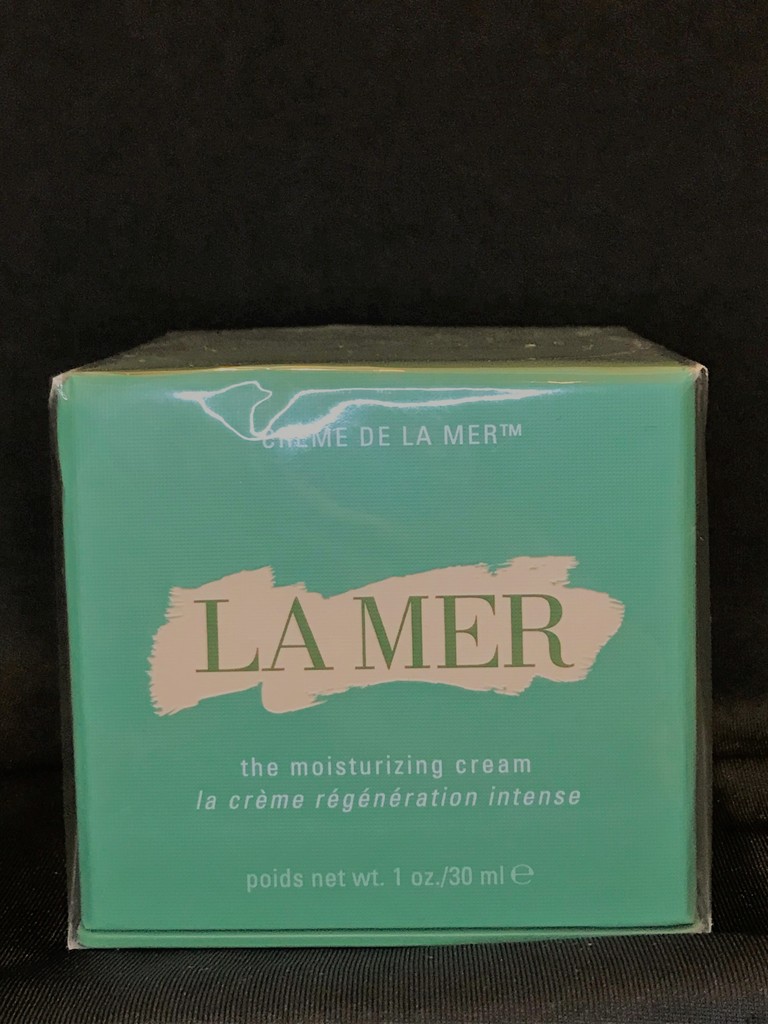 CRÈME DE LA MER™
LA MER
the moisturizing cream
la crème régénération intense
poids net wt. 1 oz./30 ml ℮